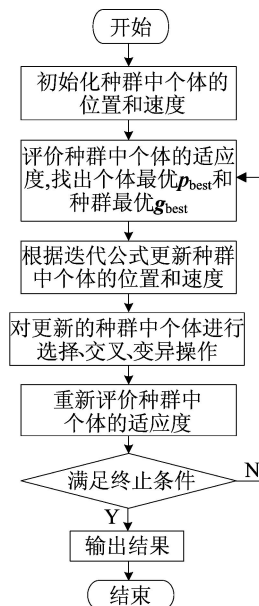 开始
初始化种群中个体的
位置和速度
评价种群中个体的适应
度,找出个体最优pbest和
种群最优gbest
根据迭代公式更新种群
中个体的位置和速度
对更新的种群中个体进行
选择、交叉、变异操作
重新评价种群中
个体的适应度
满足终止条件
N
Y
输出结果
结束